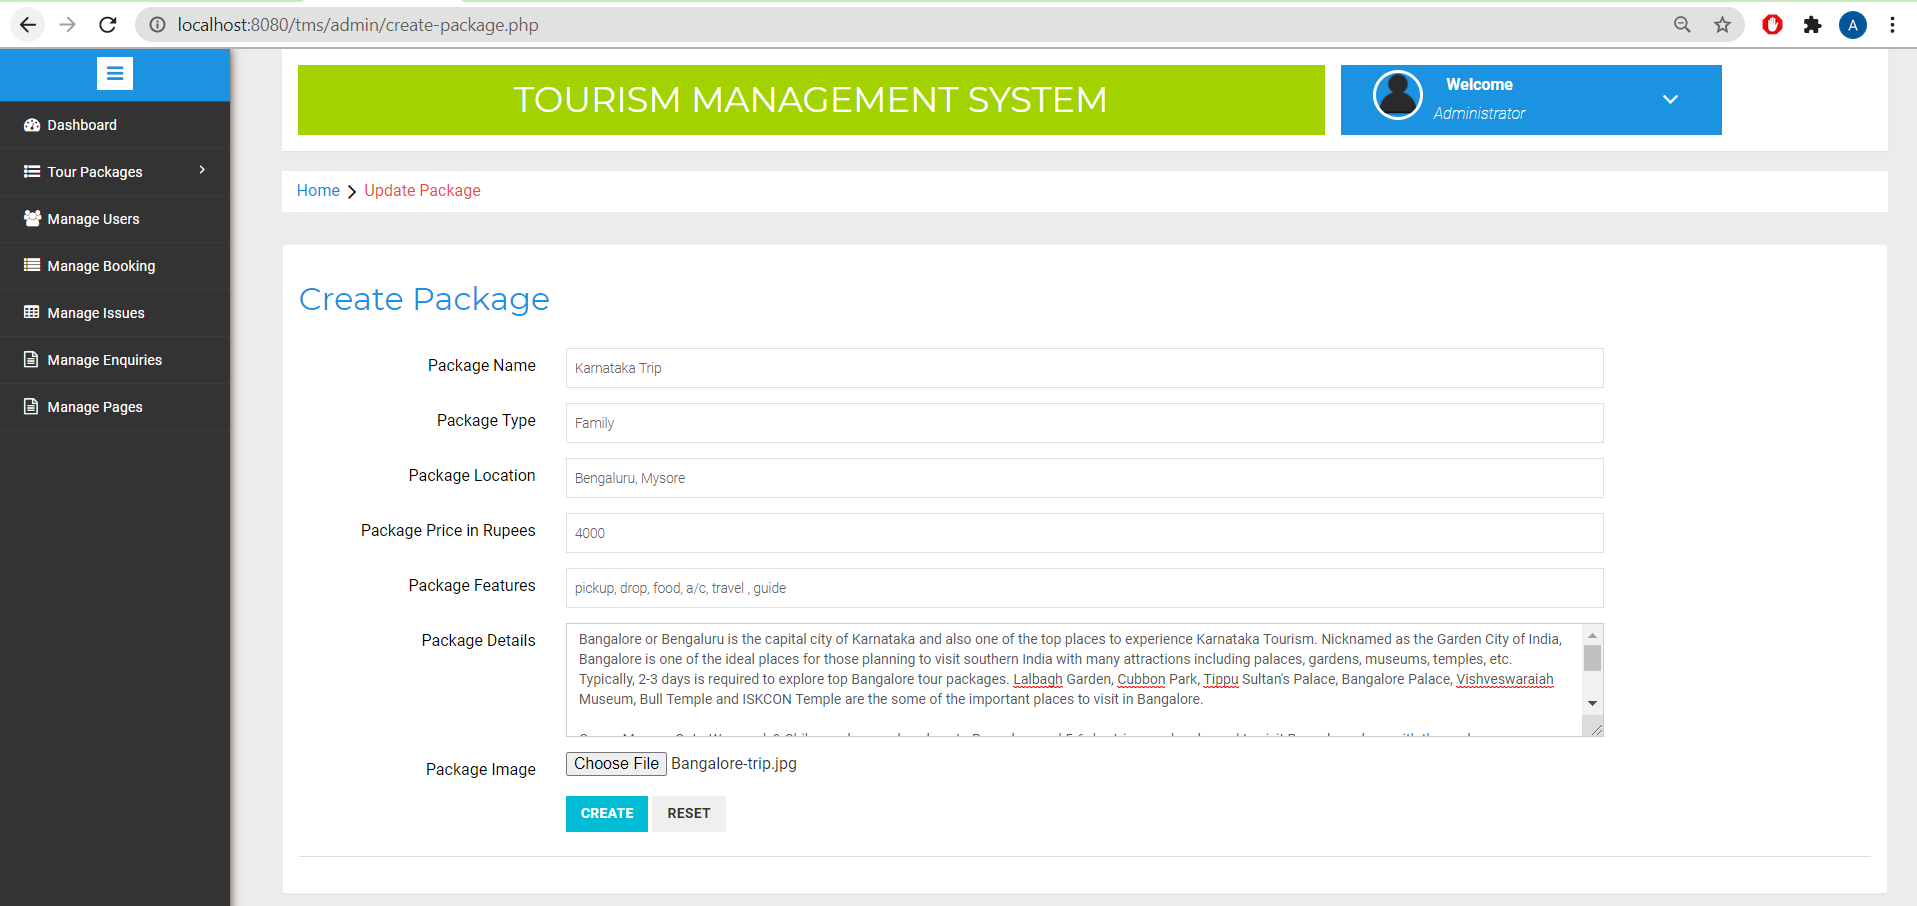 localhost:8080/tms/admin/create-package.php
A
TOURISM MANAGEMENT SYSTEM
Welcome
Administrator
Dashboard
Tour Packages
Manage Users
Manage Booking
Manage Issues
Manage Enquiries
Manage Pages
Home Update Package
Create Package
Package Name Karnataka Trip
Package Type Family
Package Location Bengaluru, Mysore
Package Price in Rupees 4000
Package Features pickup, drop, food, a/c, travel , guide
Package Details
Bangalore or Bengaluru is the capital city of Karnataka and also one of the top places to experience Karnataka Tourism. Nicknamed as the Garden City of India,
Bangalore is one of the ideal places for those planning to visit southern India with many attractions including palaces, gardens, museums, temples, etc.
Typically, 2-3 days is required to explore top Bangalore tour packages. Lalbagh Garden, Cubbon Park, Tippu Sultan's Palace, Bangalore Palace, Vishveswaraiah
Museum, Bull Temple and ISKCON Temple are the some of the important places to visit in Bangalore.
Package Image Choose File Bangalore-trip.jpg
CREATE RESET